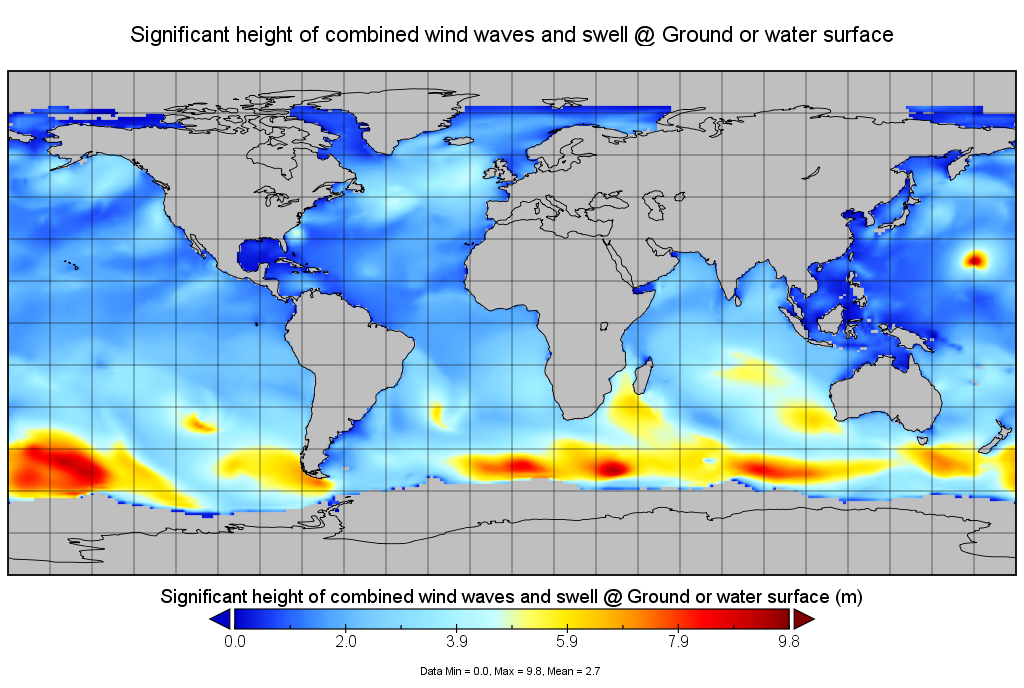 Significant height of combined wind waves and swell @ Ground or water surface
Significant height of combined wind waves and swell @ Ground or water surface (m)
0.0 2.0 3.9 5.9 7.9 9.8
Data Min = 0.0, Max = 9.8, Mean = 2.7